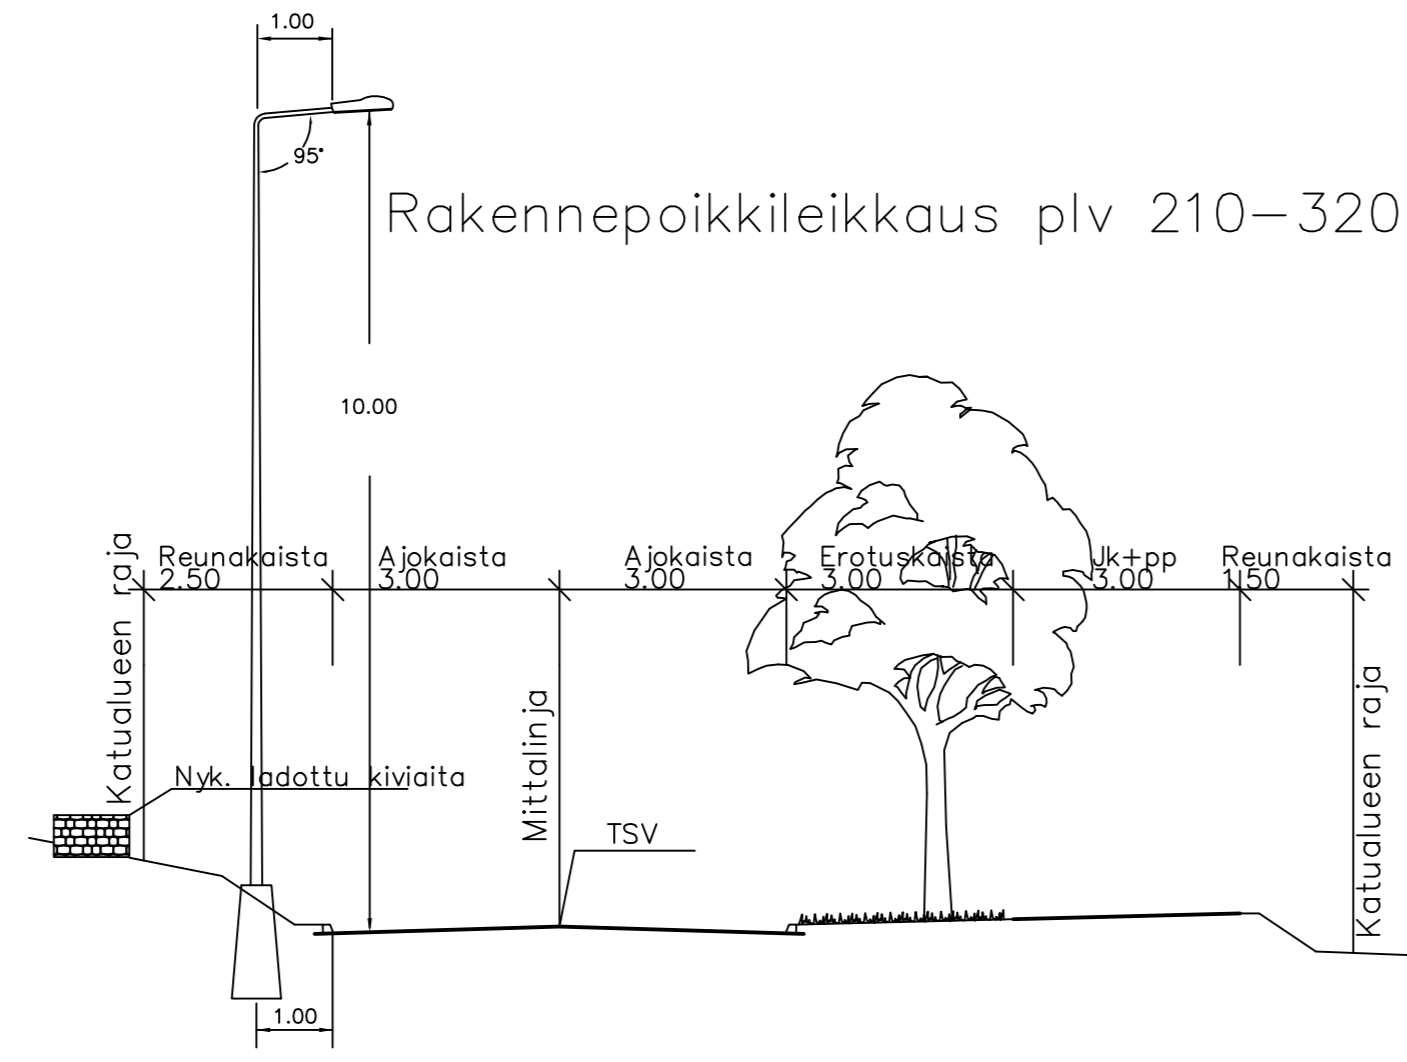 1.00
95°
Rakennepoikkileikkaus plv 210-320
10.00
Reunakaista
2.50
Ajokaista
3.00
Ajokaista
3.00
Erotuskaista
3.00
Jk+pp
3.00
Reunakaista
1.50
Katualueen raja
Nyk. ladottu kiviaita
Mittalinja
TSV
Katualueen raja
1.00